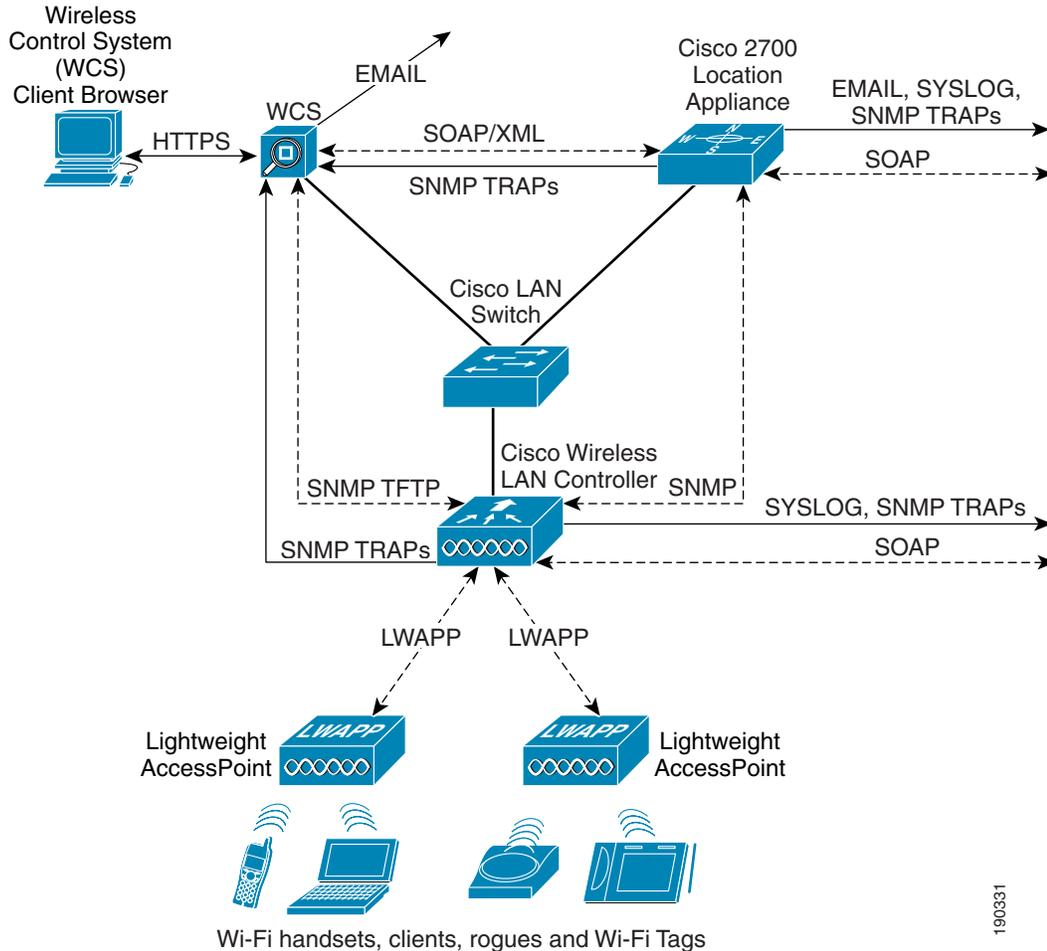 Wireless
Control System
(WCS)
Client Browser
HTTPS
WCS
EMAIL
SOAP/XML
SNMP TRAPs
Cisco 2700
Location
Appliance
N
W
E
S
EMAIL, SYSLOG,
SNMP TRAPs
SOAP
Cisco LAN
Switch
Cisco Wireless
LAN Controller
SNMP TFTP
SNMP
SYSLOG, SNMP TRAPs
SNMP TRAPs
SOAP
LWAPP
LWAPP
LWAPP
LWAPP
Lightweight
AccessPoint
Lightweight
AccessPoint
Wi-Fi handsets, clients, rogues and Wi-Fi Tags
190331